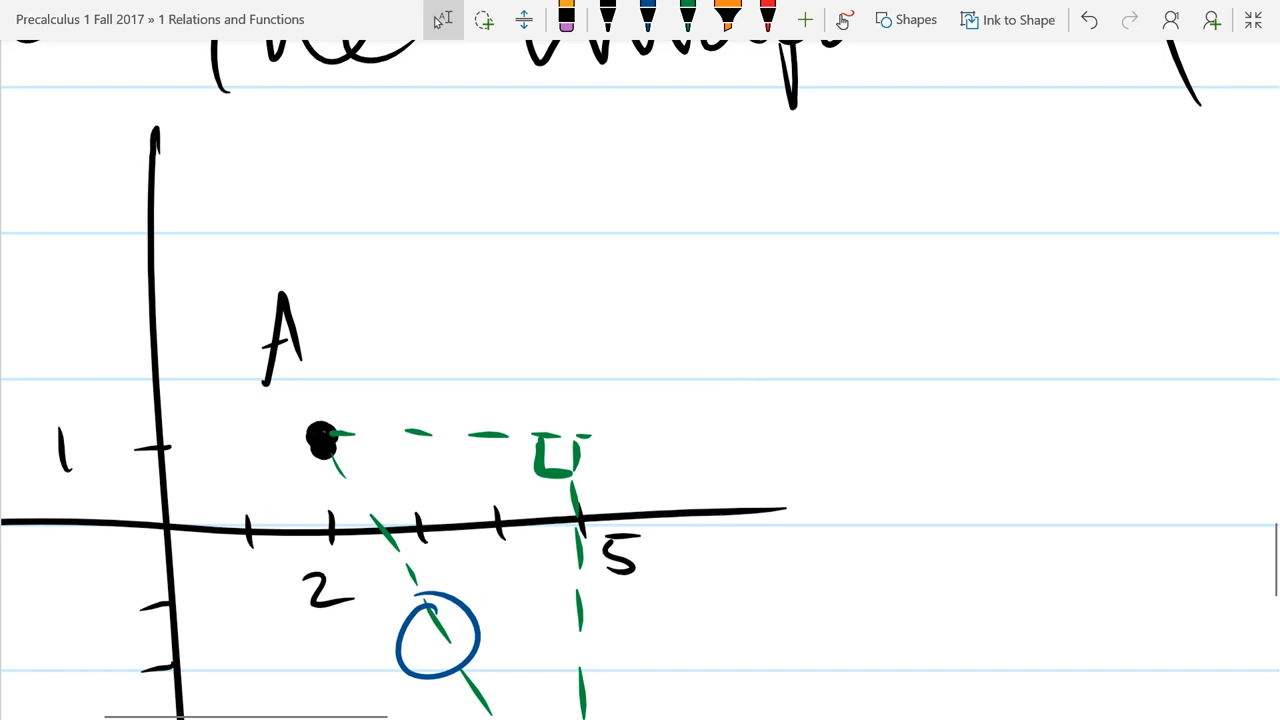 Precalculus 1 Fall 2017 » 1 Relations and Functions
Shapes
Ink to Shape
A
1
5
2